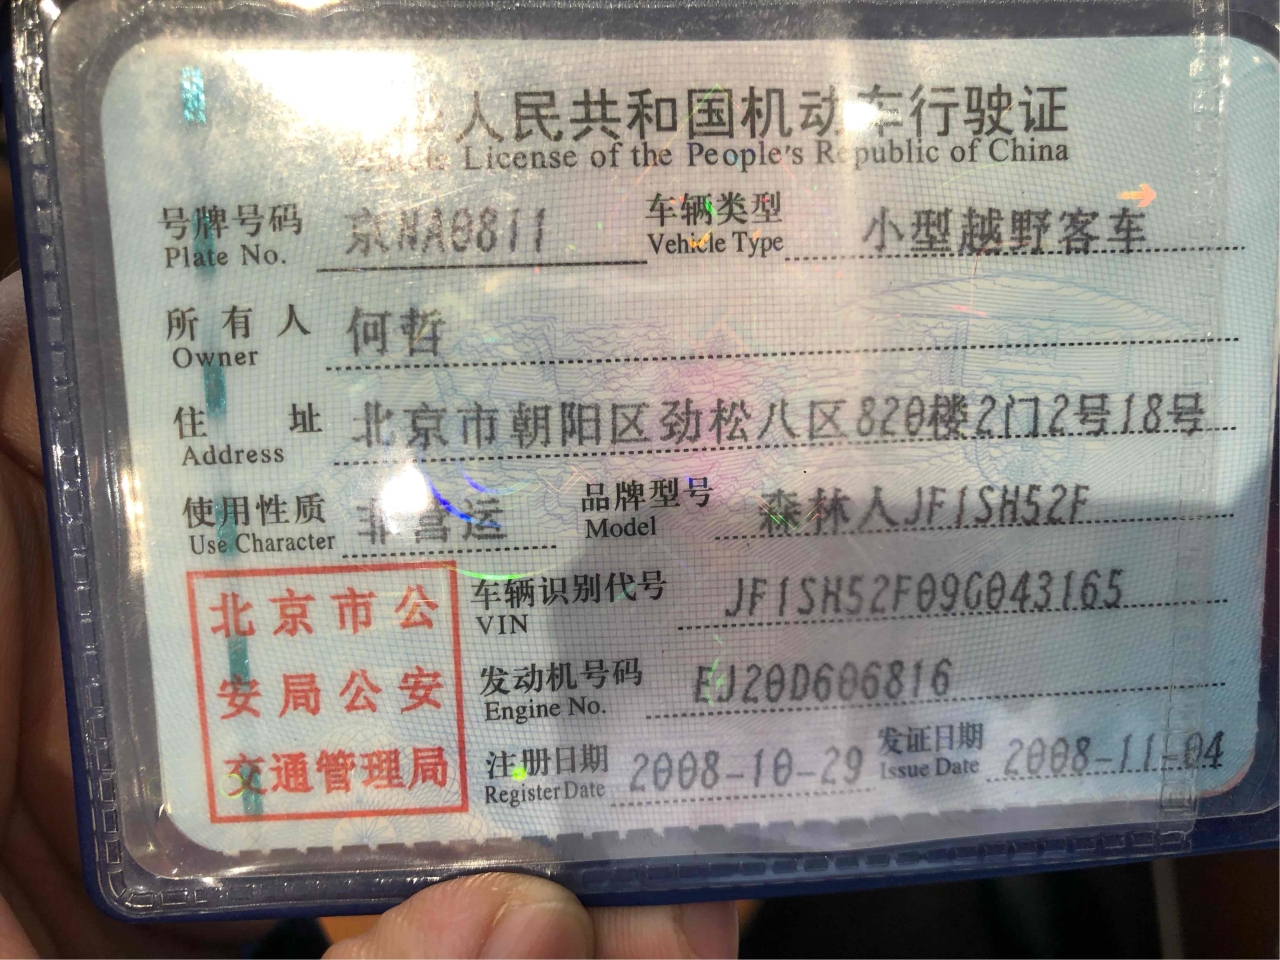 人民共和国机动车行驶证
Vehicle License of the People's Republic of China
号牌号码 京NA0811 车辆类型 小型越野客车
Plate No. Vehicle Type
所有人 何哲
Owner
住址 北京市朝阳区劲松八区820楼2门2号18号
Address
使用性质 非营运 品牌型号 森林人JF1SH52F
Use Character Model
北京市公 车辆识别代号 JF1SH52F09G043165
VIN
安局公安 发动机号码 EJ20D606816
Engine No.
交通管理局 注册日期 2008-10-29 发证日期 2008-11-04
Register Date Issue Date